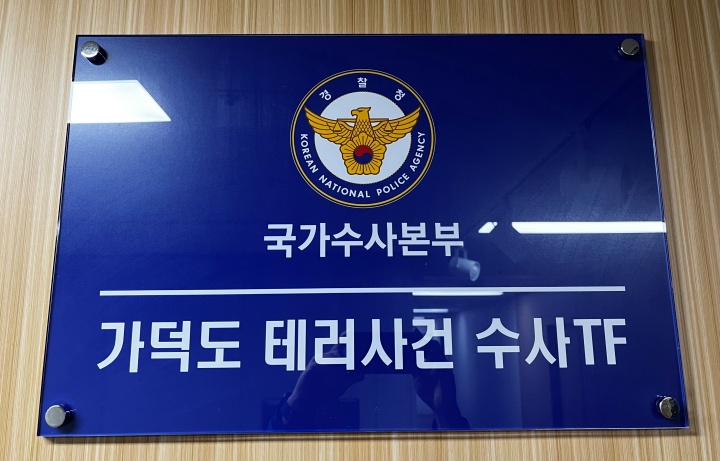 경찰청
KOREAN NATIONAL POLICE AGENCY
국가수사본부
가덕도 테러사건 수사TF